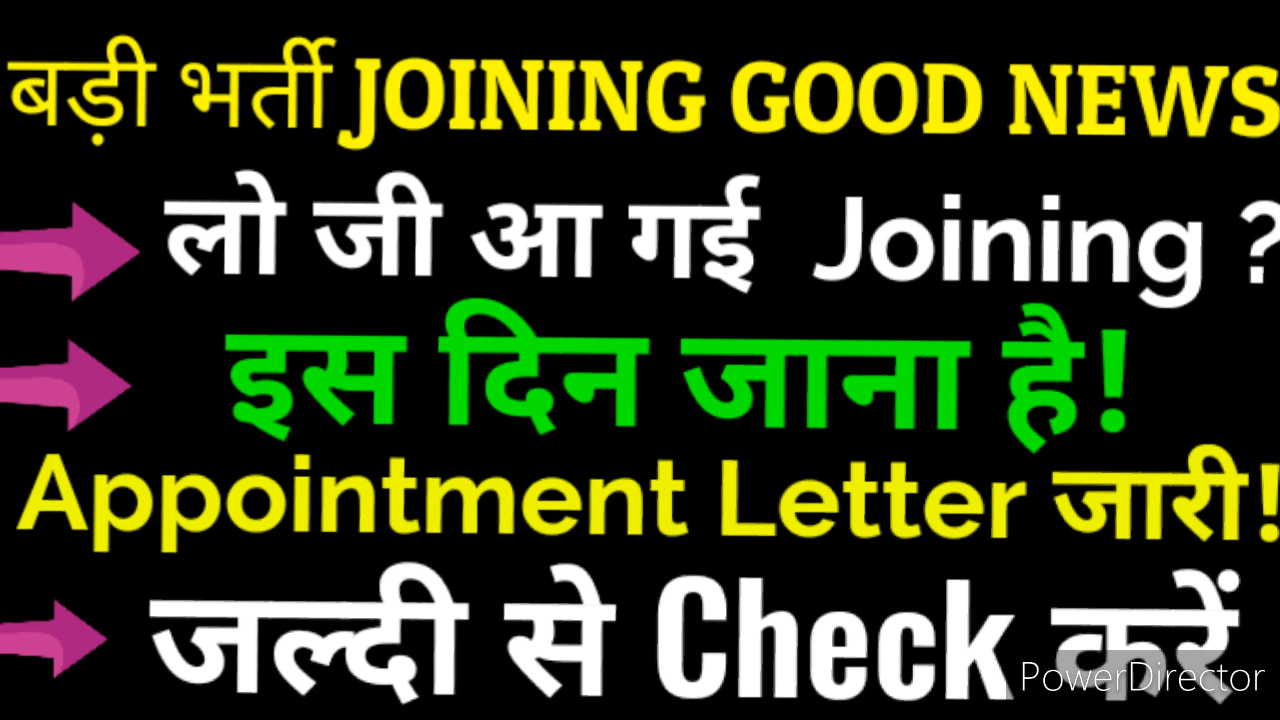 बड़ी भर्ती JOINING GOOD NEWS
लो जी आ गई Joining ?
इस दिन जाना है!
Appointment Letter जारी!
जल्दी से Check करें
PowerDirector